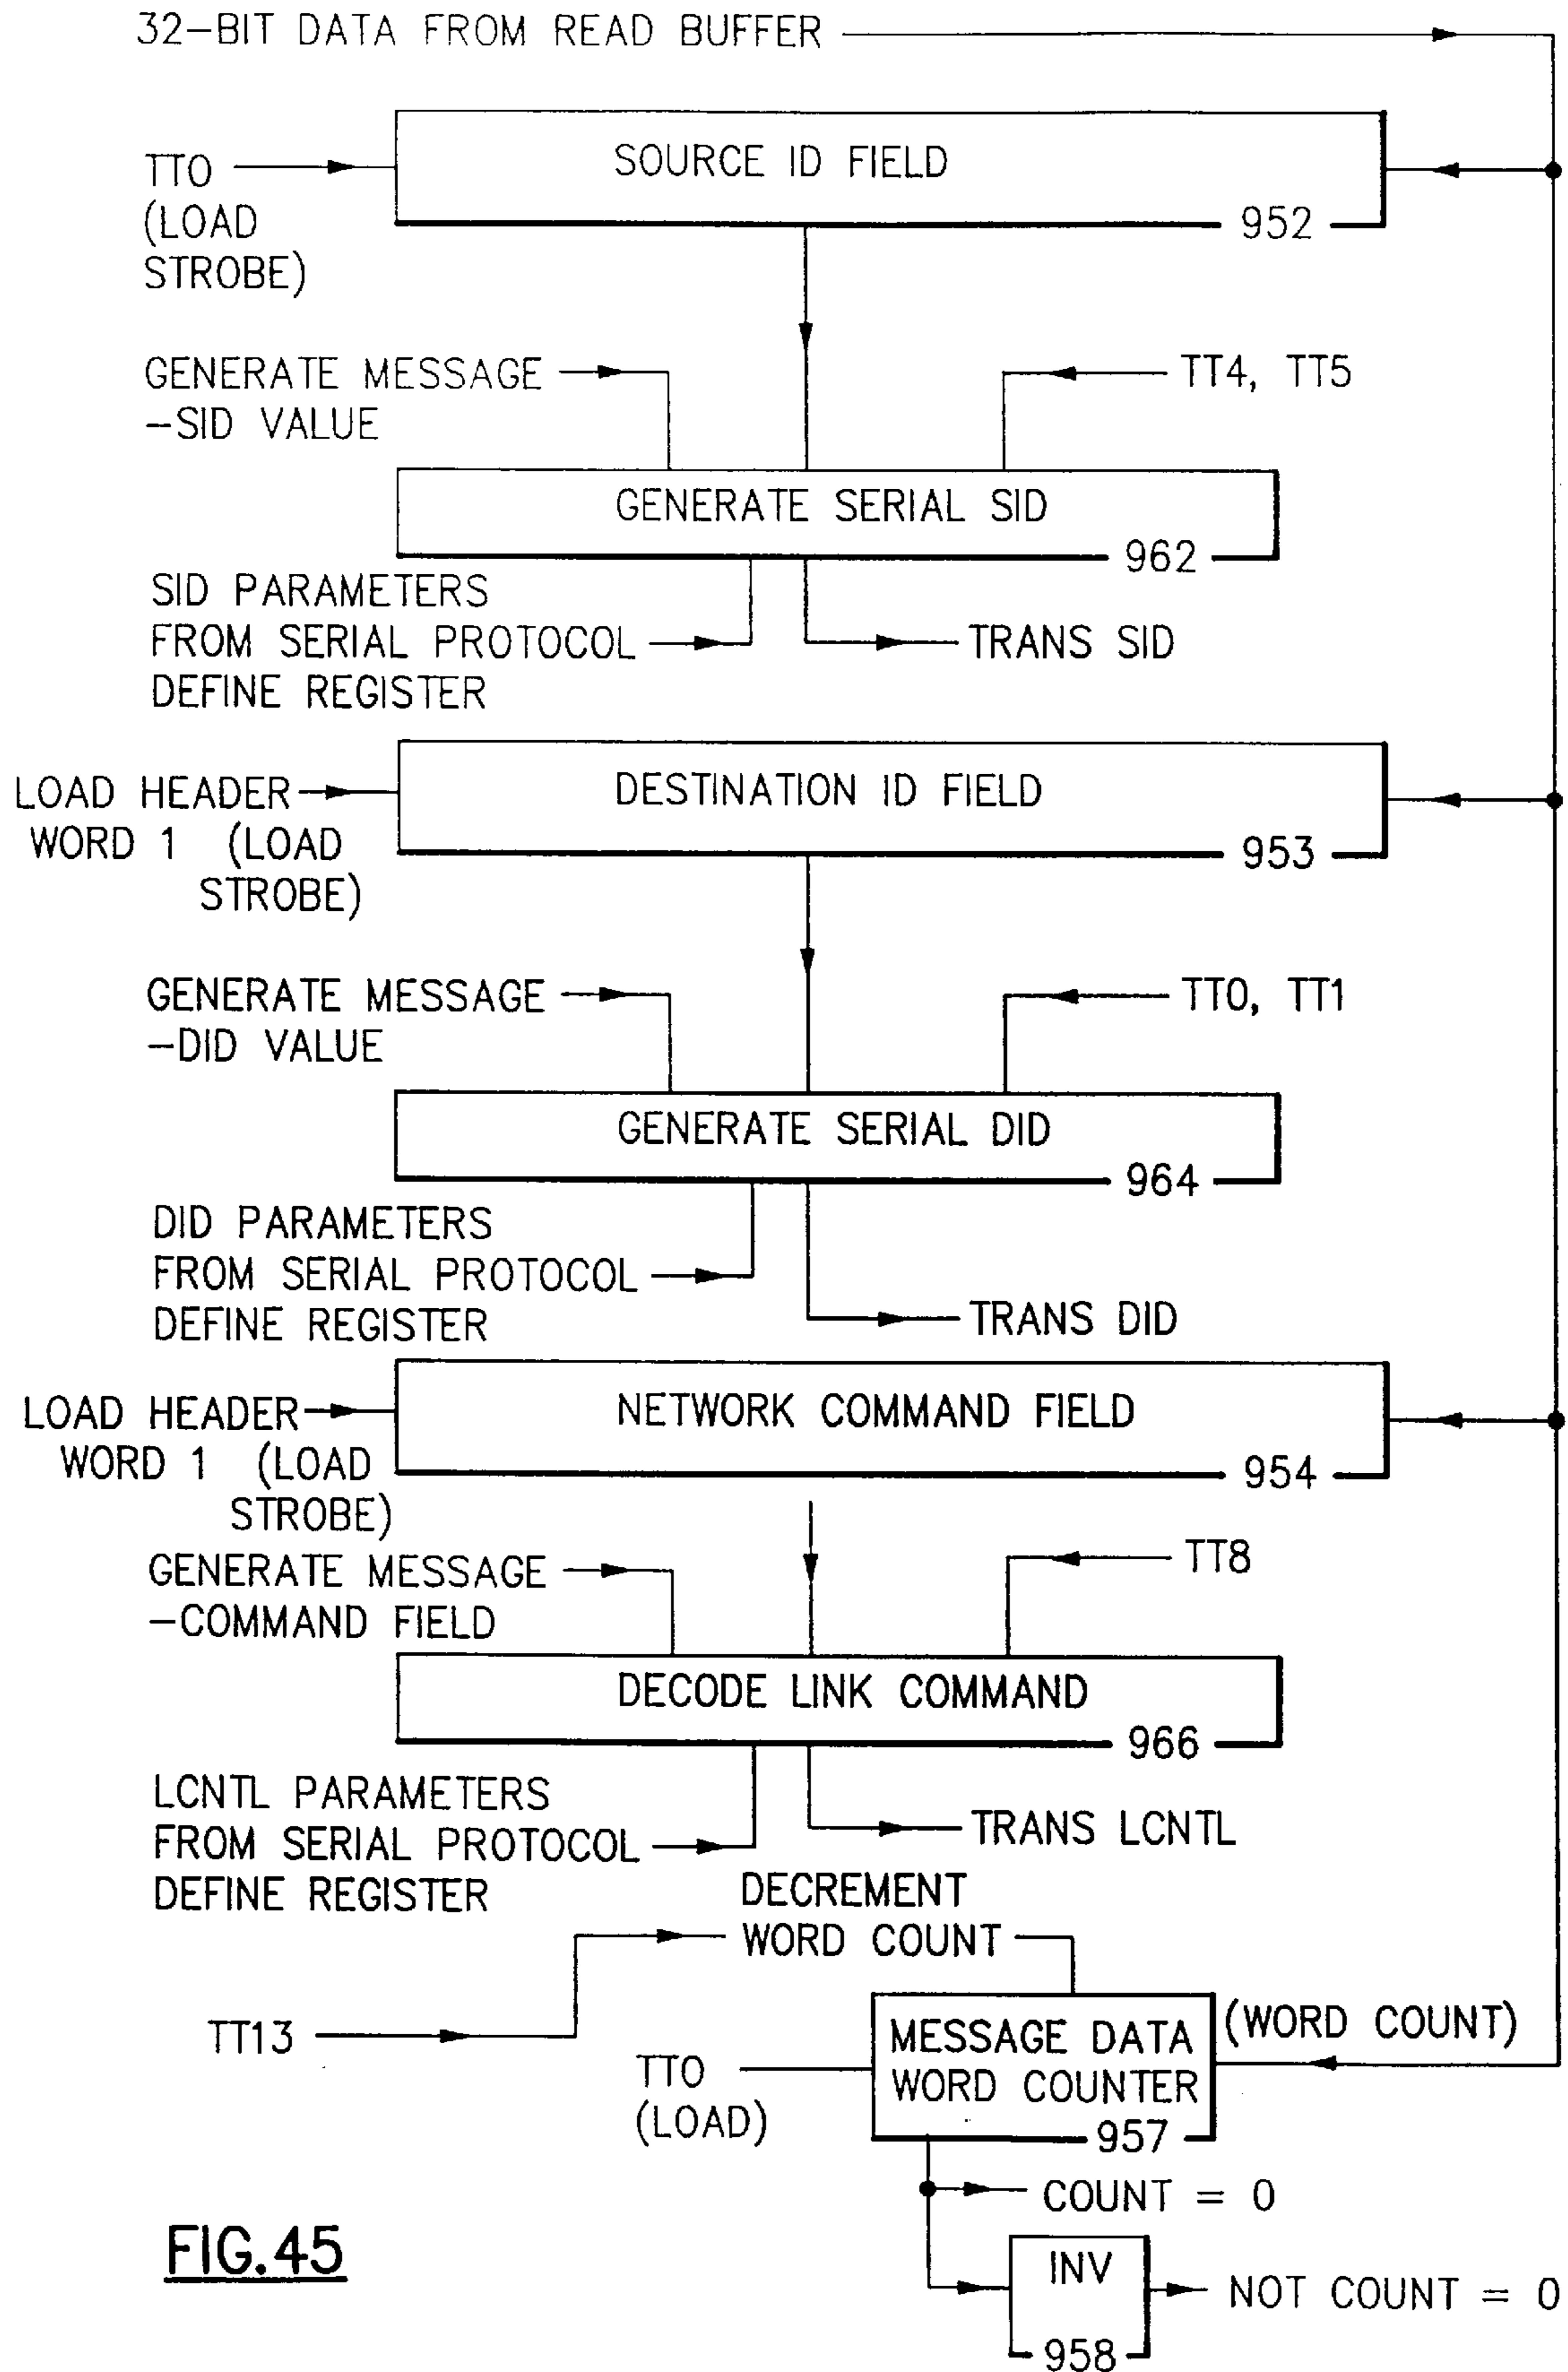 32-BIT DATA FROM READ BUFFER
SOURCE ID FIELD
TT0
(LOAD
STROBE)
952
GENERATE MESSAGE
-SID VALUE
TT4, TT5
GENERATE SERIAL SID
962
SID PARAMETERS
FROM SERIAL PROTOCOL
DEFINE REGISTER
TRANS SID
LOAD HEADER
WORD 1 (LOAD
STROBE)
DESTINATION ID FIELD
953
GENERATE MESSAGE
-DID VALUE
TT0, TT1
GENERATE SERIAL DID
964
DID PARAMETERS
FROM SERIAL PROTOCOL
DEFINE REGISTER
TRANS DID
LOAD HEADER
WORD 1 (LOAD
STROBE)
NETWORK COMMAND FIELD
954
GENERATE MESSAGE
-COMMAND FIELD
TT8
DECODE LINK COMMAND
966
LCNTL PARAMETERS
FROM SERIAL PROTOCOL
DEFINE REGISTER
TRANS LCNTL
DECREMENT
WORD COUNT
TT13
TT0
(LOAD)
MESSAGE DATA
WORD COUNTER
957
(WORD COUNT)
COUNT = 0
INV
958
NOT COUNT = 0
FIG.45